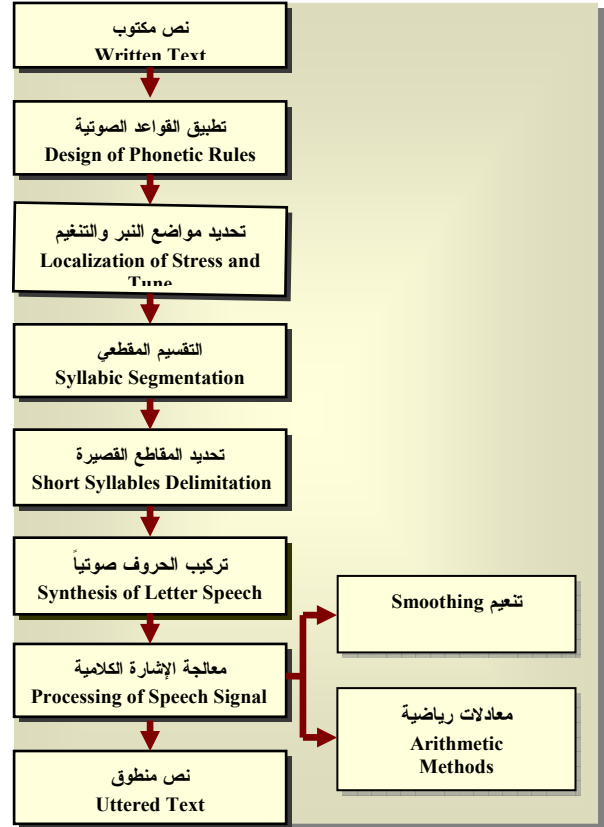 نص مكتوب
Written Text
تطبيق القواعد الصوتية
Design of Phonetic Rules
تحديد مواضع النبر والتنغيم
Localization of Stress and
Tune
التقسيم المقطعي
Syllabic Segmentation
تحديد المقاطع القصيرة
Short Syllables Delimitation
تركيب الحروف صوتياً
Synthesis of Letter Speech
تنعيم Smoothing
معالجة الإشارة الكلامية
Processing of Speech Signal
معادلات رياضية
Arithmetic
Methods
نص منطوق
Uttered Text